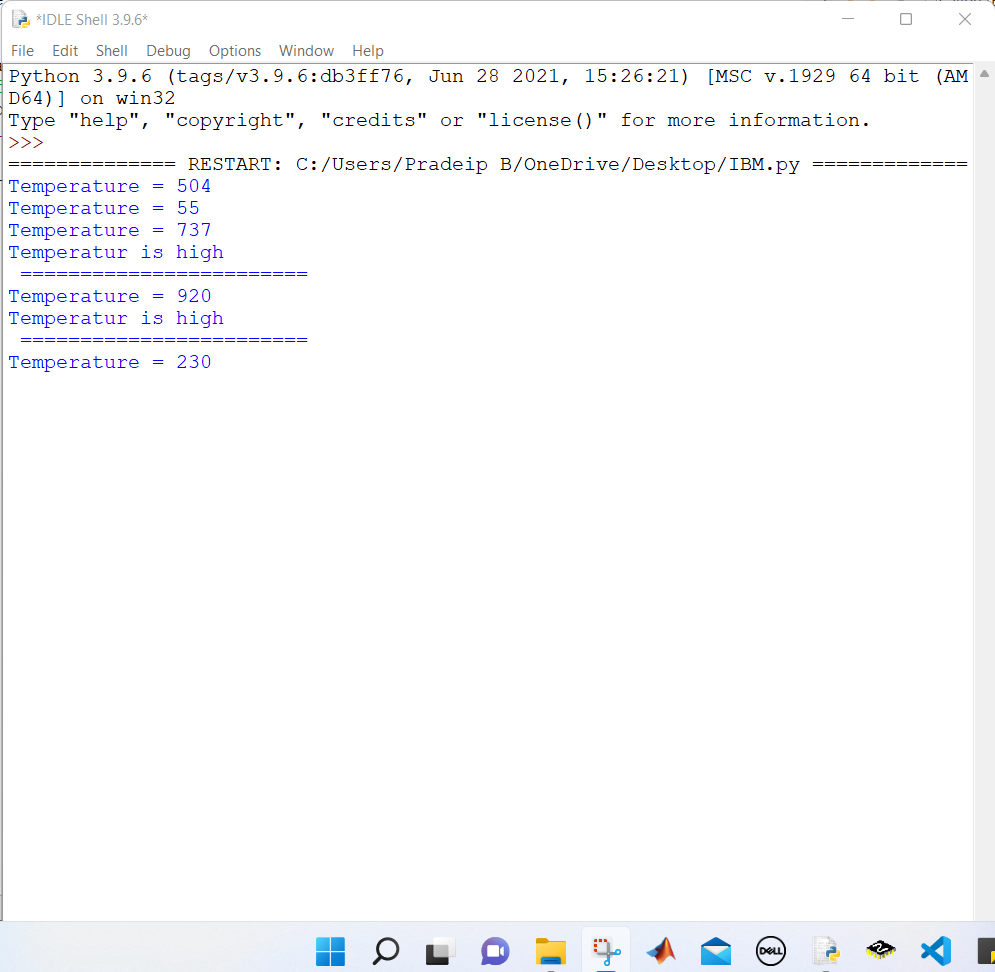 *IDLE Shell 3.9.6*
File Edit Shell Debug Options Window Help
Python 3.9.6 (tags/v3.9.6:db3ff76, Jun 28 2021, 15:26:21) [MSC v.1929 64 bit (AM
D64)] on win32
Type "help", "copyright", "credits" or "license()" for more information.
>>>
============== RESTART: C:/Users/Pradeip B/OneDrive/Desktop/IBM.py =============
Temperature = 504
Temperature = 55
Temperature = 737
Temperatur is high
 ========================
Temperature = 920
Temperatur is high
 ========================
Temperature = 230
DELL